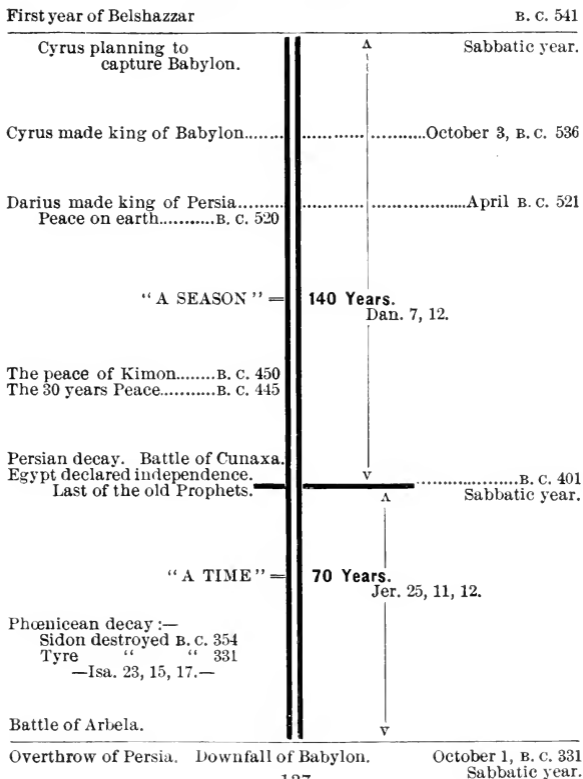 First year of Belshazzar B. C. 541
Cyrus planning to Sabbatic year.
capture Babylon.
Cyrus made king of Babylon..........................October 3, B. C. 536
Darius made king of Persia..........................April B. C. 521
Peace on earth..........B. C. 520
"A SEASON" = 140 Years.
Dan. 7, 12.
The peace of Kimon.......B. C. 450
The 30 years Peace..........B. C. 445
Persian decay. Battle of Cunaxa.
Egypt declared independence. ..................B. C. 401
Last of the old Prophets. Sabbatic year.
"A TIME" = 70 Years.
Jer. 25, 11, 12.
Phœnicean decay :—
Sidon destroyed B. C. 354
Tyre " " 331
—Isa. 23, 15, 17.—
Battle of Arbela.
Overthrow of Persia. Downfall of Babylon. October 1, B. C. 331
Sabbatic year.